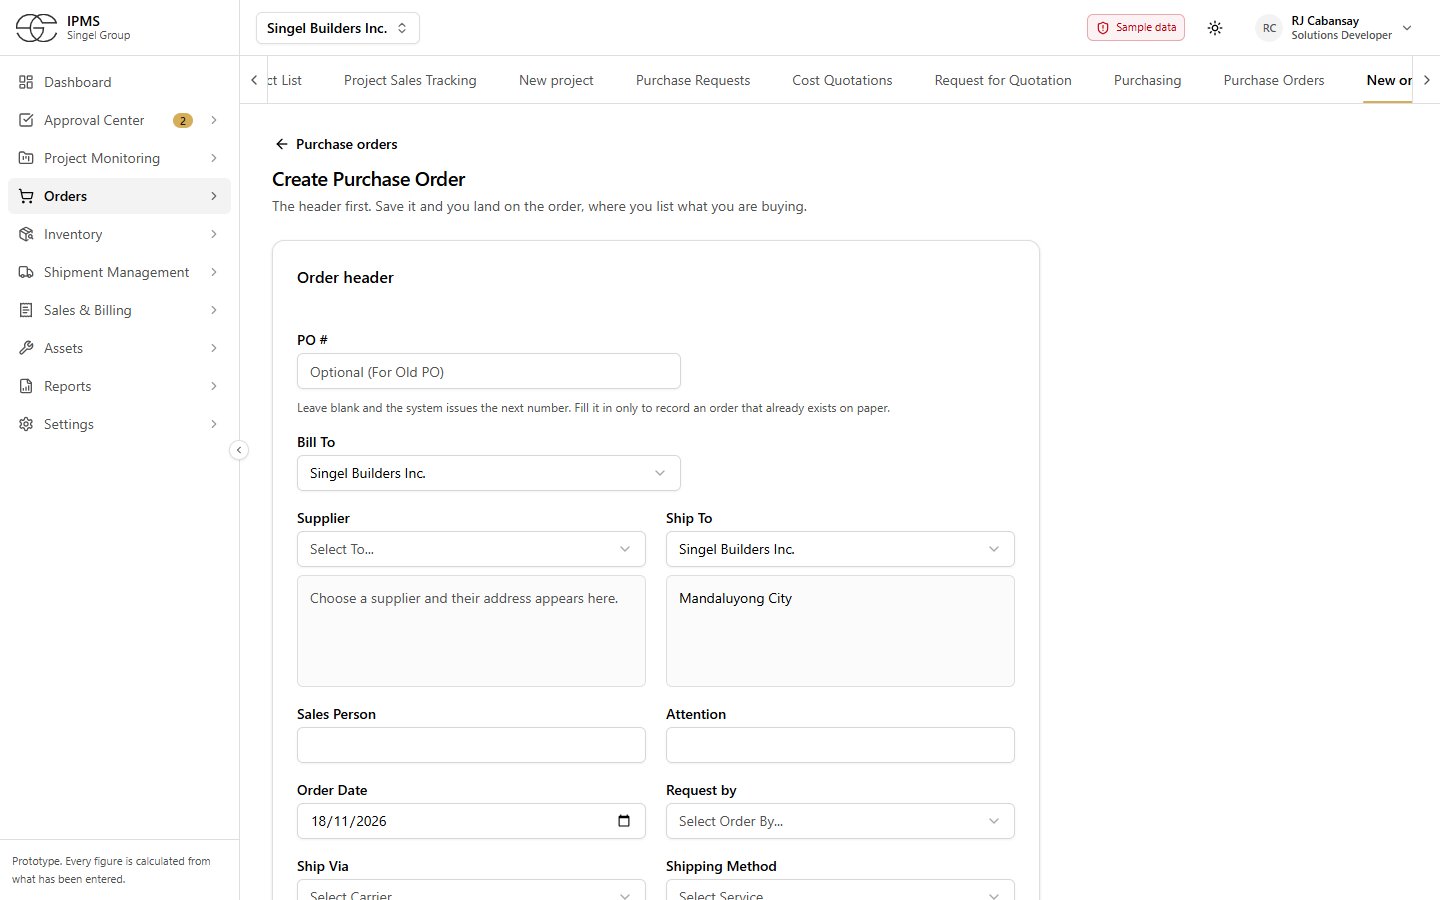 IPMS
Singel Group
Singel Builders Inc.
Sample data
RC
RJ Cabansay
Solutions Developer
Dashboard
Approval Center
2
Project Monitoring
Orders
Inventory
Shipment Management
Sales & Billing
Assets
Reports
Settings
Prototype. Every figure is calculated from
what has been entered.
ct List
Project Sales Tracking
New project
Purchase Requests
Cost Quotations
Request for Quotation
Purchasing
Purchase Orders
New or
Purchase orders
Create Purchase Order
The header first. Save it and you land on the order, where you list what you are buying.
Order header
PO #
Optional (For Old PO)
Leave blank and the system issues the next number. Fill it in only to record an order that already exists on paper.
Bill To
Singel Builders Inc.
Supplier
Select To...
Choose a supplier and their address appears here.
Ship To
Singel Builders Inc.
Mandaluyong City
Sales Person
Attention
Order Date
18/11/2026
Request by
Select Order By...
Ship Via
Select Carrier
Shipping Method
Select Service